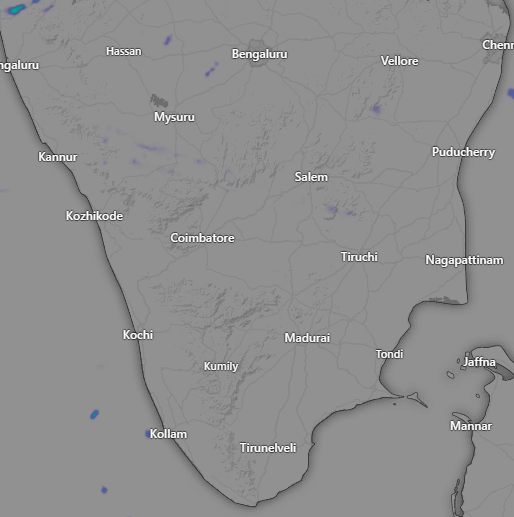 Hassan
Bengaluru
Chenn
Vellore
ngaluru
Mysuru
Kannur
Puducherry
Salem
Kozhikode
Coimbatore
Tiruchi
Nagapattinam
Kochi
Madurai
Tondi
Kumily
Jaffna
Mannar
Kollam
Tirunelveli